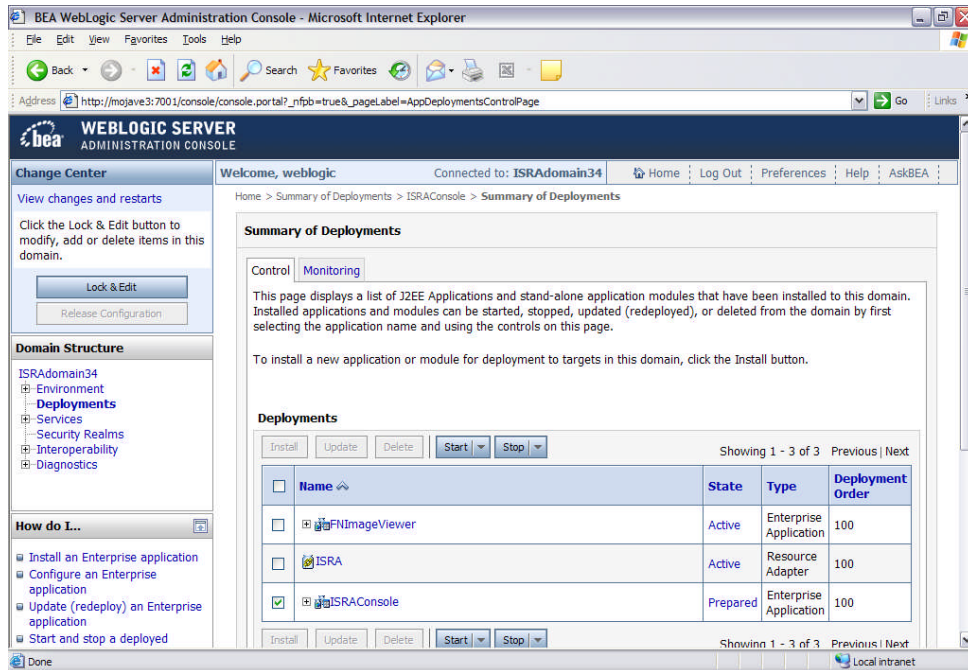 BEA WebLogic Server Administration Console - Microsoft Internet Explorer
File Edit View Favorites Tools Help
Back Search Favorites
Address http://mojave3:7001/console/console.portal?_nfpb=true&_pageLabel=AppDeploymentsControlPage Go Links
bea WEBLOGIC SERVER
ADMINISTRATION CONSOLE
Change Center
View changes and restarts
Click the Lock & Edit button to
modify, add or delete items in this
domain.
Lock & Edit
Release Configuration
Domain Structure
ISRAdomain34
Environment
Deployments
Services
Security Realms
Interoperability
Diagnostics
How do I...
Install an Enterprise application
Configure an Enterprise
application
Update (redeploy) an Enterprise
application
Start and stop a deployed
Welcome, weblogic Connected to: ISRAdomain34 Home Log Out Preferences Help AskBEA
Home > Summary of Deployments > ISRAConsole > Summary of Deployments
Summary of Deployments
Control Monitoring
This page displays a list of J2EE Applications and stand-alone application modules that have been installed to this domain.
Installed applications and modules can be started, stopped, updated (redeployed), or deleted from the domain by first
selecting the application name and using the controls on this page.
To install a new application or module for deployment to targets in this domain, click the Install button.
Deployments
Install Update Delete Start Stop Showing 1 - 3 of 3 Previous | Next
Name State Type Deployment Order
FNImageViewer Active Enterprise Application 100
ISRA Active Resource Adapter 100
ISRAConsole Prepared Enterprise Application 100
Install Update Delete Start Stop Showing 1 - 3 of 3 Previous | Next
Done Local intranet